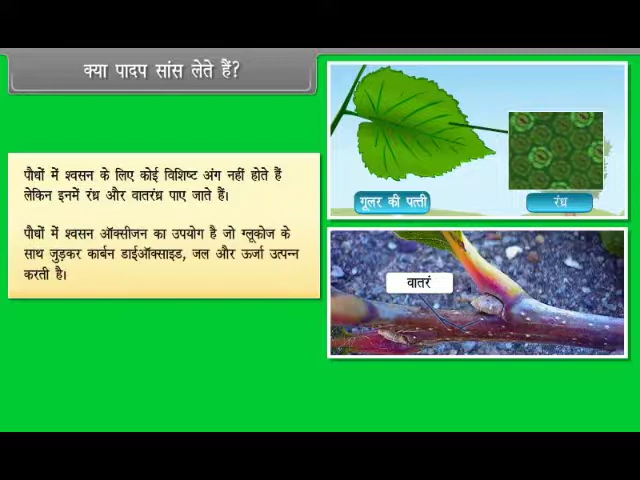 क्या पादप सांस लेते हैं?
पौधों में श्वसन के लिए कोई विशिष्ट अंग नहीं होते हैं
लेकिन इनमें रंध्र और वातरंध्र पाए जाते हैं।
पौधों में श्वसन ऑक्सीजन का उपयोग है जो ग्लूकोज के
साथ जुड़कर कार्बन डाईऑक्साइड, जल और ऊर्जा उत्पन्न
करती है।
गूलर की पत्ती
रंध्र
वातरं